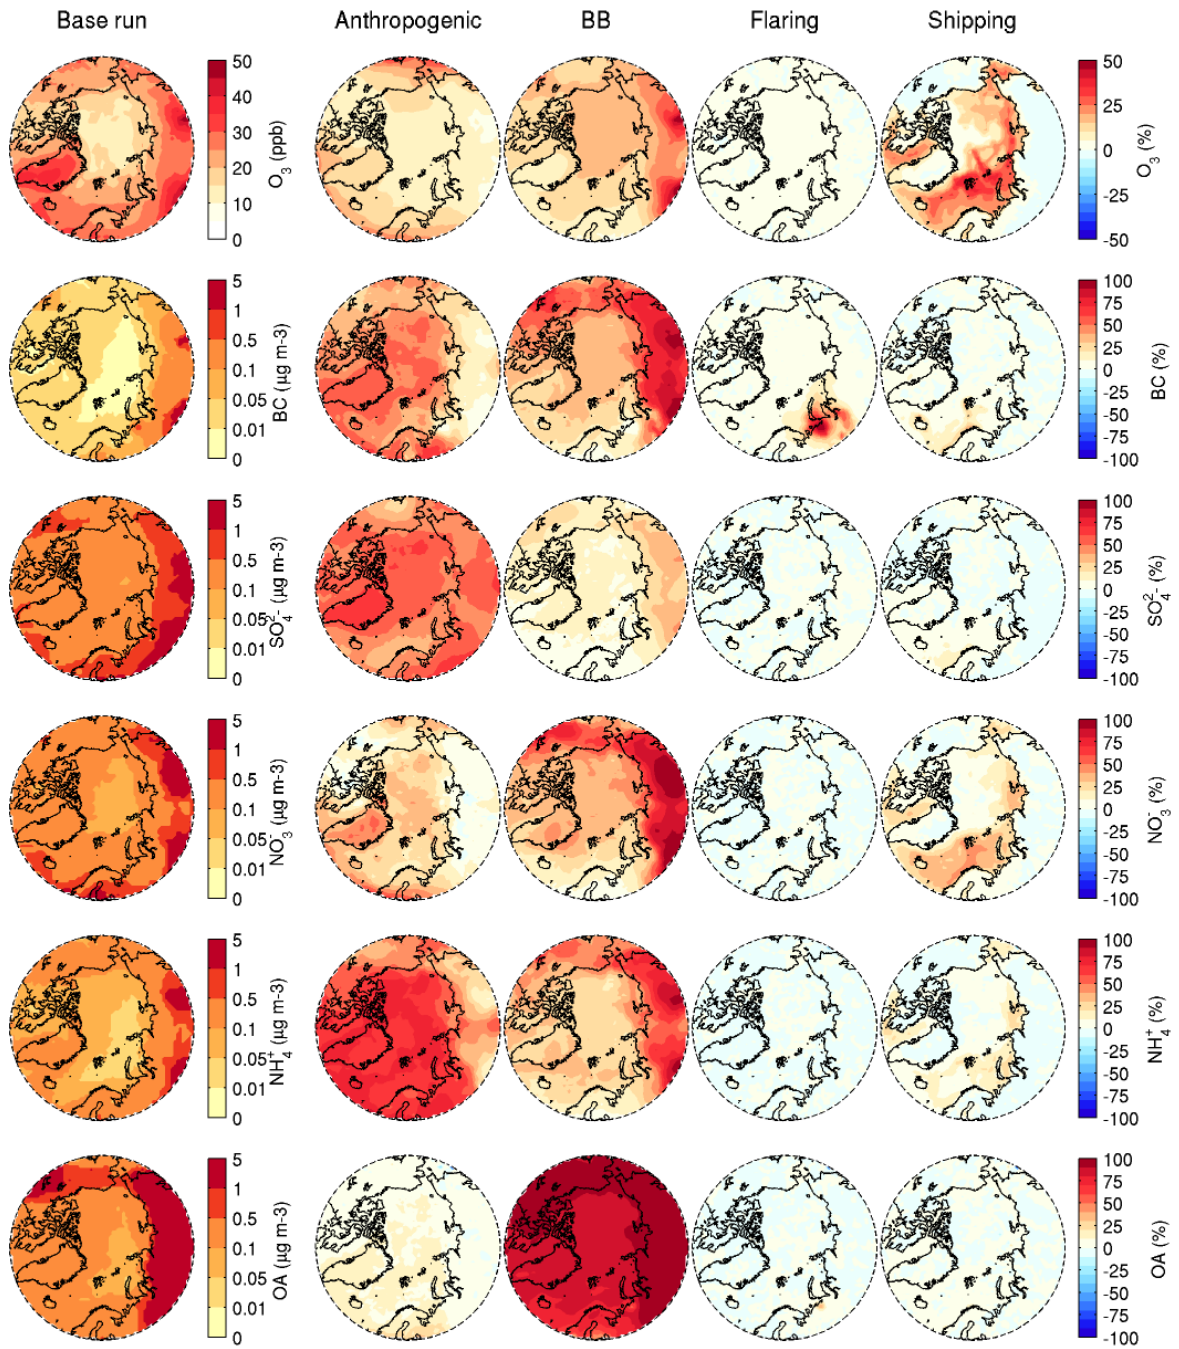 Base run Anthropogenic BB Flaring Shipping
50 40 30 20 10 0 O3 (ppb) 50 25 0 -25 -50 O3 (%)
5 1 0.5 0.1 0.05 0.01 0 BC (µg m-3) 100 75 50 25 0 -25 -50 -75 -100 BC (%)
5 1 0.5 0.1 0.05 0.01 0 SO4^2- (µg m-3) 100 75 50 25 0 -25 -50 -75 -100 SO4^2- (%)
5 1 0.5 0.1 0.05 0.01 0 NO3^- (µg m-3) 100 75 50 25 0 -25 -50 -75 -100 NO3^- (%)
5 1 0.5 0.1 0.05 0.01 0 NH4^+ (µg m-3) 100 75 50 25 0 -25 -50 -75 -100 NH4^+ (%)
5 1 0.5 0.1 0.05 0.01 0 OA (µg m-3) 100 75 50 25 0 -25 -50 -75 -100 OA (%)